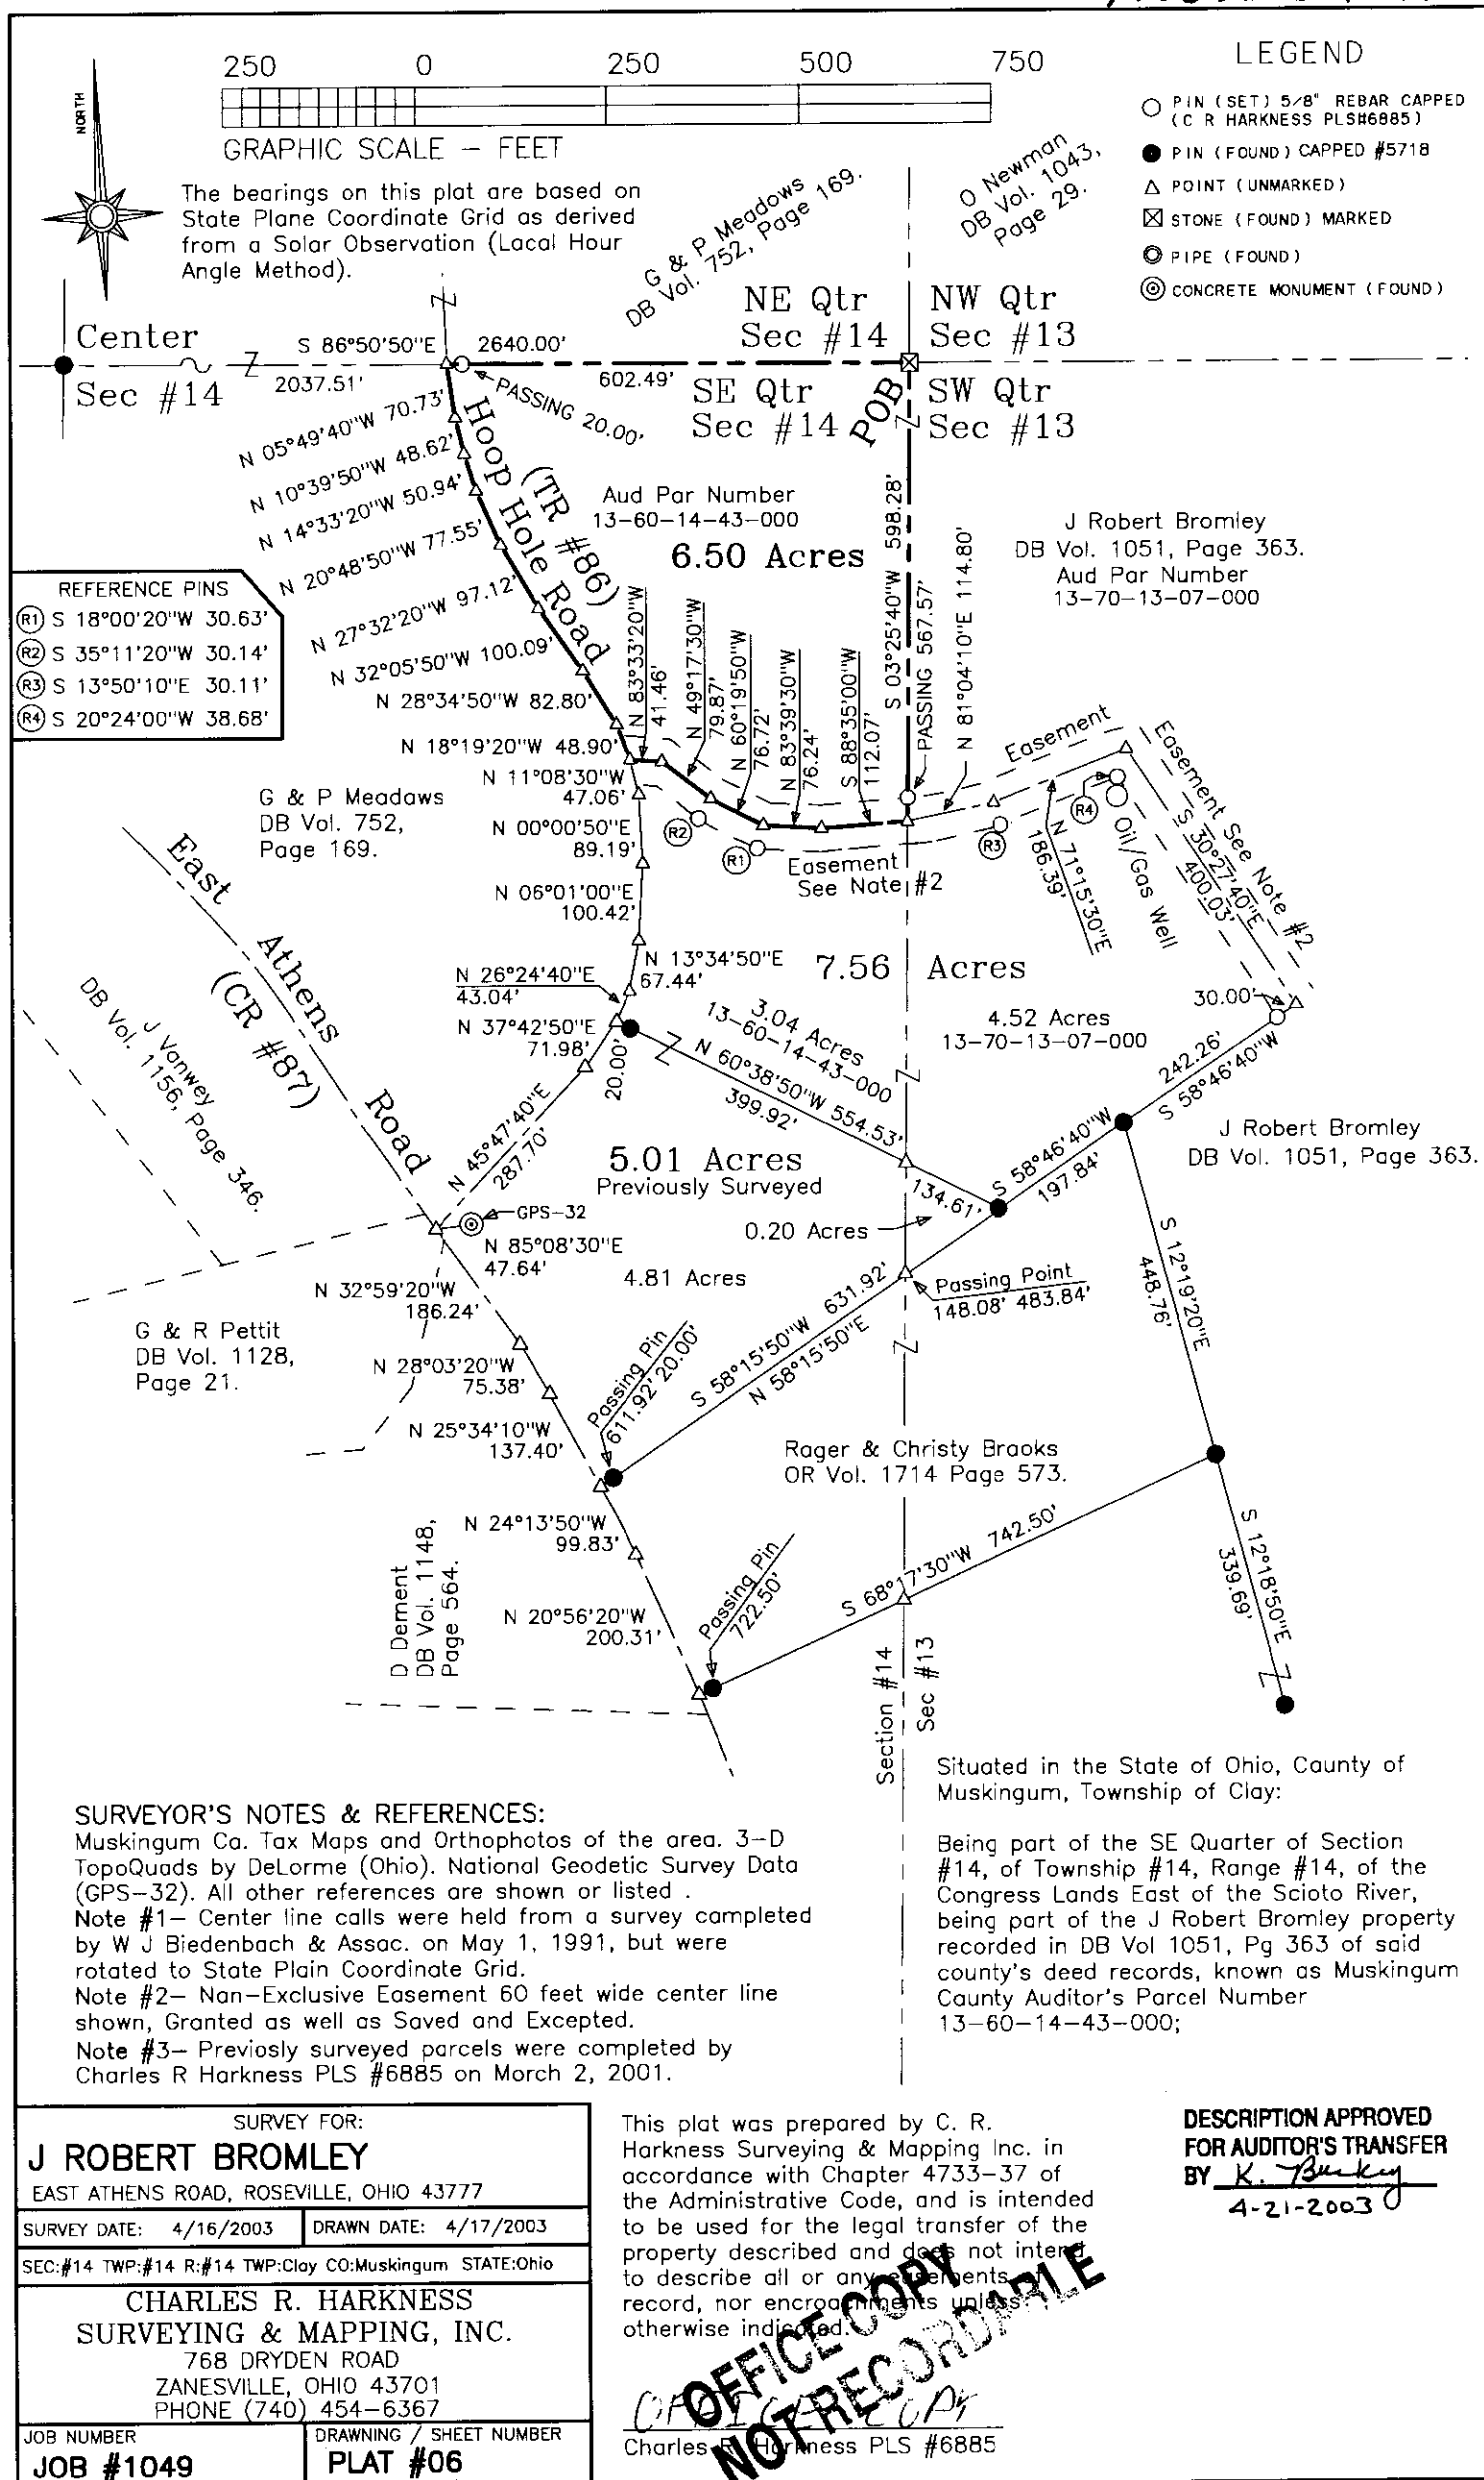 250 0 250 500 750
GRAPHIC SCALE – FEET
NORTH
The bearings on this plat are based on
State Plane Coordinate Grid as derived
from a Solar Observation (Lacal Hour
Angle Method).
LEGEND
PIN (SET) 5/8" REBAR CAPPED
(C R HARKNESS PLS#6885)
PIN (FOUND) CAPPED #5718
POINT (UNMARKED)
STONE (FOUND) MARKED
PIPE (FOUND)
CONCRETE MONUMENT (FOUND)
G & P Meadows
DB Vol. 752, Page 169.
O Newman
DB Vol. 1043,
Page 29.
NE Qtr
Sec #14
NW Qtr
Sec #13
Center
Sec #14
S 86°50'50"E 2640.00'
2037.51'
602.49'
PASSING 20.00'
SE Qtr
Sec #14
POB
SW Qtr
Sec #13
N 05°49'40"W 70.73'
N 10°39'50"W 48.62'
N 14°33'20"W 50.94'
N 20°48'50"W 77.55'
N 27°32'20"W 97.12'
N 32°05'50"W 100.09'
N 28°34'50"W 82.80'
N 18°19'20"W 48.90'
Hoop Hole Road
(TR #86)
Aud Par Number
13-60-14-43-000
6.50 Acres
S 03°25'40"W 598.28'
PASSING 567.57'
N 81°04'10"E 114.80'
J Robert Bromley
DB Vol. 1051, Page 363.
Aud Par Number
13-70-13-07-000
REFERENCE PINS
R1 S 18°00'20"W 30.63'
R2 S 35°11'20"W 30.14'
R3 S 13°50'10"E 30.11'
R4 S 20°24'00"W 38.68'
N 83°33'20"W
41.46'
N 49°17'30"W
79.87'
N 60°19'50"W
76.72'
N 83°39'30"W
76.24'
S 88°35'00"W
112.07'
Easement
Easement See Note #2
S 30°27'40"E
400.03'
R4
Oil/Gas Well
N 71°15'30"E
186.39'
R3
R2
R1
Easement
See Nate #2
G & P Meadaws
DB Vol. 752,
Page 169.
N 11°08'30"W
47.06'
N 00°00'50"E
89.19'
N 06°01'00"E
100.42'
N 13°34'50"E
67.44'
N 26°24'40"E
43.04'
N 37°42'50"E
71.98'
20.00'
N 45°47'40"E
287.70'
East Athens Road
(CR #87)
J Vanwey
DB Vol. 1156, Page 346.
7.56 Acres
3.04 Acres
13-60-14-43-000
4.52 Acres
13-70-13-07-000
30.00'
N 60°38'50"W 554.53'
399.92'
134.61'
242.26'
S 58°46'40"W
S 58°46'40"W
197.84'
J Robert Bromley
DB Vol. 1051, Page 363.
5.01 Acres
Previously Surveyed
0.20 Acres
GPS-32
N 85°08'30"E
47.64'
4.81 Acres
Passing Point
148.08' 483.84'
S 58°15'50"W 631.92'
N 58°15'50"E
Passing Pin
611.92' 20.00'
S 12°19'20"E
448.76'
N 32°59'20"W
186.24'
N 28°03'20"W
75.38'
N 25°34'10"W
137.40'
N 24°13'50"W
99.83'
N 20°56'20"W
200.31'
G & R Pettit
DB Vol. 1128,
Page 21.
D Dement
DB Vol. 1148,
Page 564.
Rager & Christy Braaks
OR Vol. 1714 Page 573.
Passing Pin
722.50'
S 68°17'30"W 742.50'
S 12°18'50"E
339.69'
Section #14
Sec #13
SURVEYOR'S NOTES & REFERENCES:
Muskingum Ca. Tax Maps and Orthophotos of the area. 3-D
TopoQuads by DeLorme (Ohio). National Geodetic Survey Data
(GPS-32). All other references are shown or listed .
Note #1- Center line calls were held from a survey campleted
by W J Biedenbach & Assac. on May 1, 1991, but were
rotated to State Plain Coordinate Grid.
Note #2- Nan-Exclusive Easement 60 feet wide center line
shown, Granted as well as Saved and Excepted.
Note #3- Previosly surveyed parcels were completed by
Charles R Harkness PLS #6885 on Morch 2, 2001.
Situated in the State of Ohio, Caunty of
Muskingum, Township of Clay:
Being part of the SE Quarter of Section
#14, of Township #14, Range #14, of the
Congress Lands East of the Scioto River,
being part of the J Robert Bromley property
recorded in DB Vol 1051, Pg 363 of said
county's deed records, known as Muskingum
Caunty Auditor's Parcel Number
13-60-14-43-000;
SURVEY FOR:
J ROBERT BROMLEY
EAST ATHENS ROAD, ROSEVILLE, OHIO 43777
SURVEY DATE: 4/16/2003 DRAWN DATE: 4/17/2003
SEC:#14 TWP:#14 R:#14 TWP:Clay CO:Muskingum STATE:Ohio
CHARLES R. HARKNESS
SURVEYING & MAPPING, INC.
768 DRYDEN ROAD
ZANESVILLE, OHIO 43701
PHONE (740) 454-6367
JOB NUMBER
JOB #1049
DRAWNING / SHEET NUMBER
PLAT #06
This plat was prepared by C. R.
Harkness Surveying & Mapping Inc. in
accordance with Chapter 4733-37 of
the Administrative Code, and is intended
to be used for the legal transfer of the
property described and does not intend
to describe all or any easements of
record, nor encroachments unless
otherwise indicated.
OFFICE COPY
NOT RECORDABLE
OFFICE COPY
Charles R Harkness PLS #6885
DESCRIPTION APPROVED
FOR AUDITOR'S TRANSFER
BY K.
4-21-2003